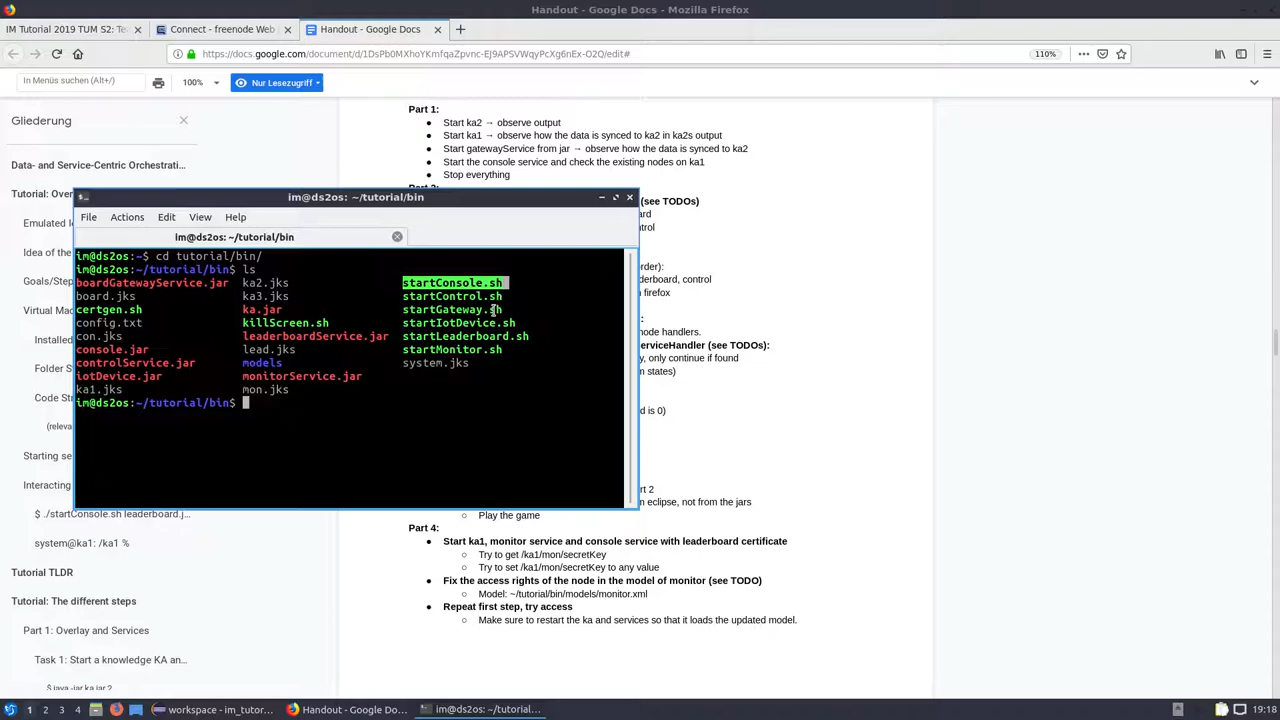 Handout - Google Docs - Mozilla Firefox
IM Tutorial 2019 TUM S2: Te
Connect - freenode Web
Handout - Google Docs
https://docs.google.com/document/d/1DsPb0MXhoYKmfqaZpvnc-EJ9APSVWqyPcXg6nEx-O2Q/edit#
110%
In Menüs suchen (Alt+/)
100%
Nur Lesezugriff
Gliederung
Data- and Service-Centric Orchestrati...
Tutorial: Over
Emulated I
Idea of the
Goals/Step
Virtual Mac
Installed
Folder S
Code Str
(releva
Starting se
Interacting
$ ./startConsole.sh leaderboard.j...
system@ka1: /ka1 %
Tutorial TLDR
Tutorial: The different steps
Part 1: Overlay and Services
Task 1: Start a knowledge KA an...
$ java -jar ka.jar 2
Part 1:
● Start ka2 → observe output
● Start ka1 → observe how the data is synced to ka2 in ka2s output
● Start gatewayService from jar → observe how the data is synced to ka2
● Start the console service and check the existing nodes on ka1
● Stop everything
(see TODOs)
ard
trol
order):
derboard, control
firefox
node handlers.
erviceHandler (see TODOs):
y, only continue if found
n states)
d is 0)
rt 2
n eclipse, not from the jars
○ Play the game
Part 4:
● Start ka1, monitor service and console service with leaderboard certificate
○ Try to get /ka1/mon/secretKey
○ Try to set /ka1/mon/secretKey to any value
● Fix the access rights of the node in the model of monitor (see TODO)
○ Model: ~/tutorial/bin/models/monitor.xml
● Repeat first step, try access
○ Make sure to restart the ka and services so that it loads the updated model.
im@ds2os: ~/tutorial/bin
File Actions Edit View Help
im@ds2os: ~/tutorial/bin
im@ds2os:~$ cd tutorial/bin/
im@ds2os:~/tutorial/bin$ ls
boardGatewayService.jar ka2.jks startConsole.sh
board.jks ka3.jks startControl.sh
certgen.sh ka.jar startGateway.sh
config.txt killScreen.sh startIotDevice.sh
con.jks leaderboardService.jar startLeaderboard.sh
console.jar lead.jks startMonitor.sh
controlService.jar models system.jks
iotDevice.jar monitorService.jar
ka1.jks mon.jks
im@ds2os:~/tutorial/bin$
1 2 3 4
workspace - im_tutor...
Handout - Google Do...
im@ds2os: ~/tutorial...
19:18